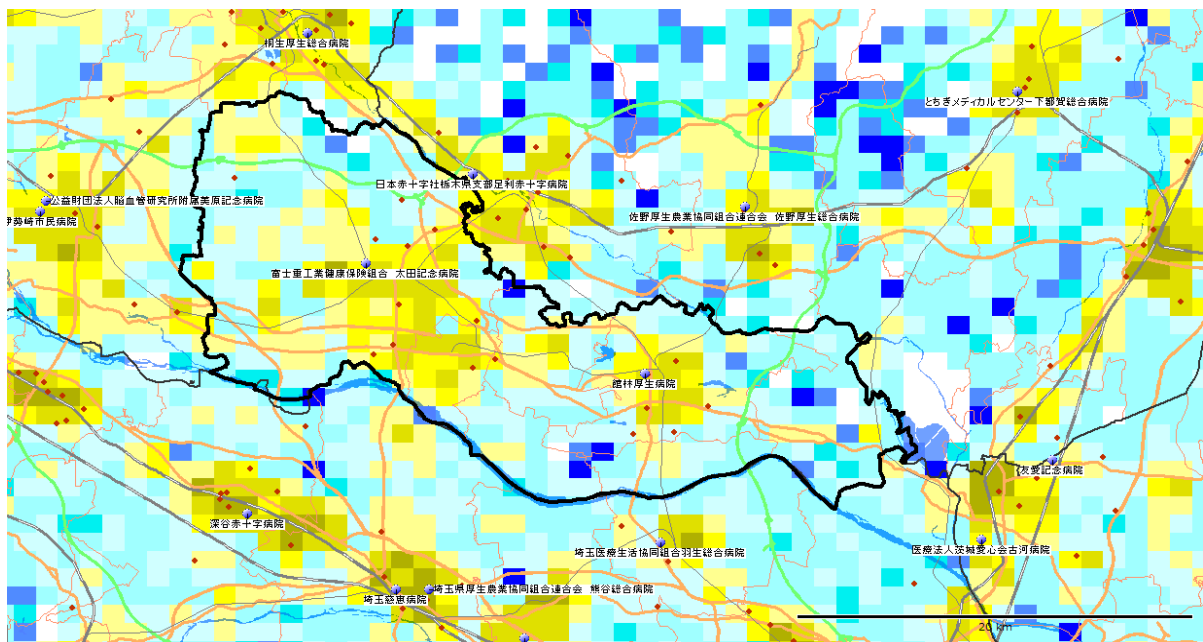 桐生厚生総合病院
とちぎメディカルセンター下都賀総合病院
日本赤十字社栃木県支部足利赤十字病院
公益財団法人脳血管研究所附属美原記念病院
伊勢崎市民病院
佐野厚生農業協同組合連合会 佐野厚生総合病院
富士重工業健康保険組合 太田記念病院
館林厚生病院
友愛記念病院
深谷赤十字病院
埼玉医療生活協同組合羽生総合病院
医療法人茨城愛心会古河病院
埼玉慈恵病院
埼玉県厚生農業協同組合連合会 熊谷総合病院
20 km